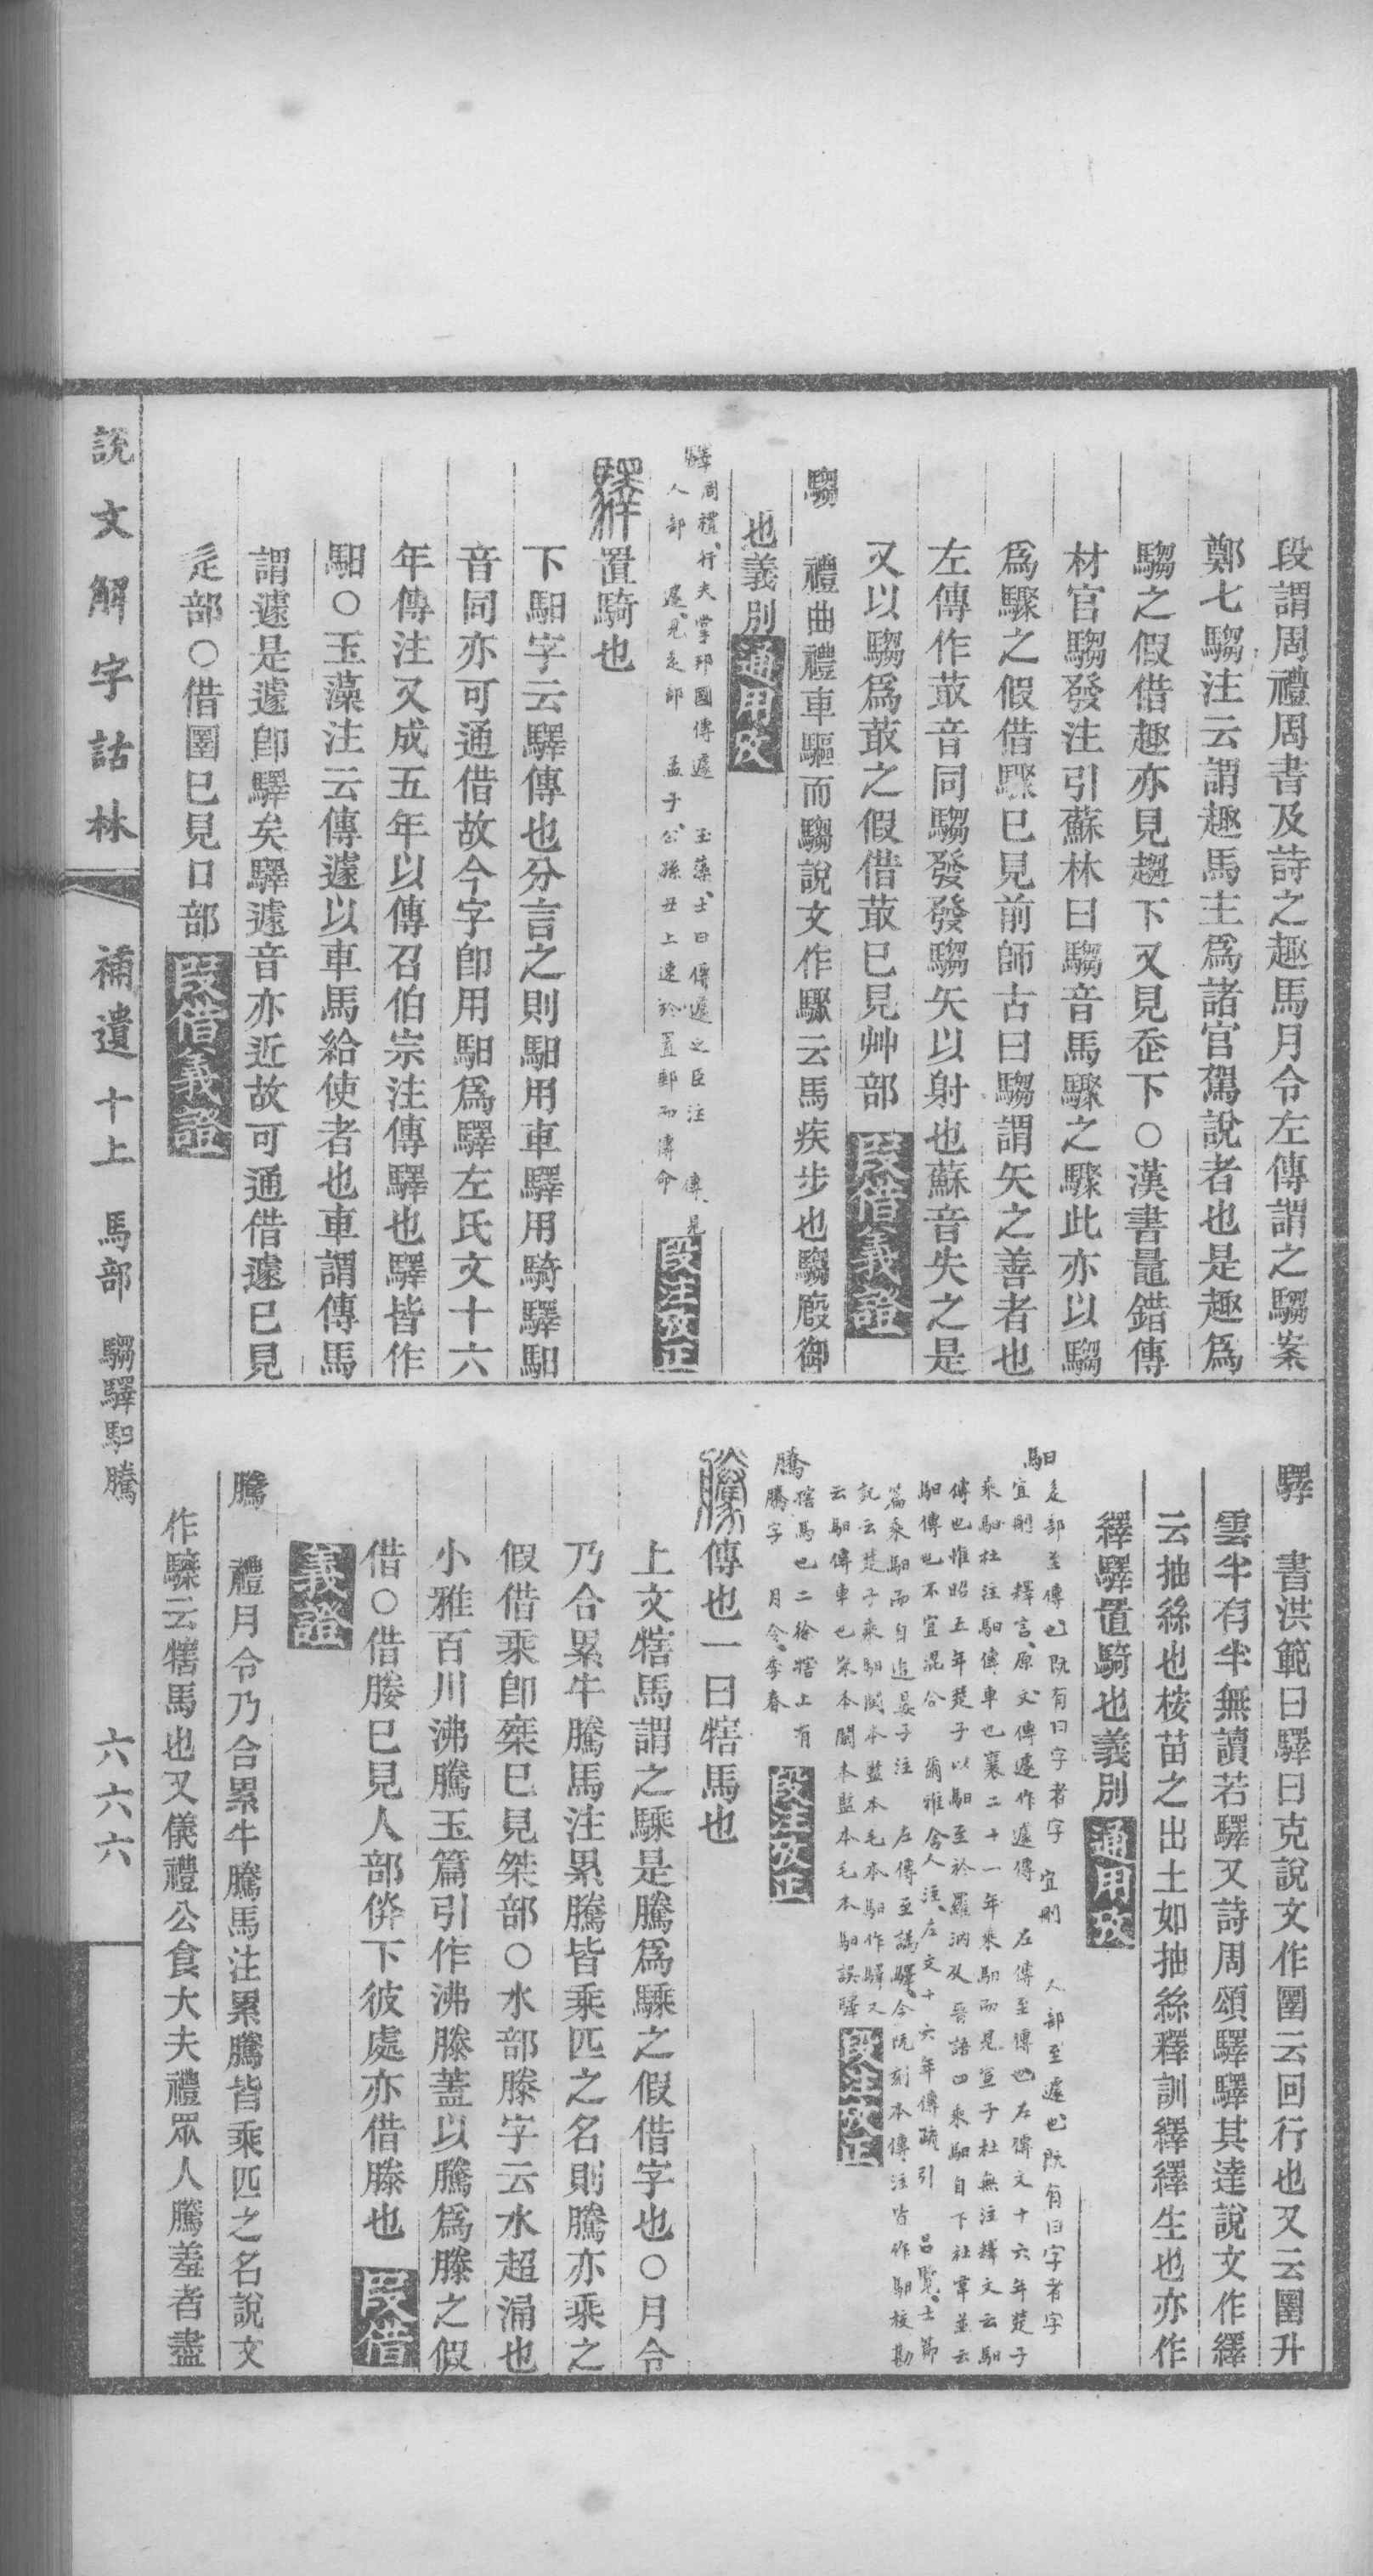 段謂周禮周書及詩之趣馬月令左傳謂之騶案
鄭七騶注云謂趣馬主爲諸官駕說者也是趣爲
騶之假借趣亦見趨下又見㱐下○漢書鼂錯傳
材官騶發注引蘇林曰騶音馬驟之驟此亦以騶
爲驟之假借驟巳見前師古曰騶謂矢之善者也
左傳作菆音同騶發發騶矢以射也蘇音失之是
又以騶爲菆之假借菆巳見艸部 段借義證
騶 禮曲禮車驅而騶說文作驟云馬疾步也騶廏御
也義別 通用攷
驛 周禮、行夫掌邦國傳遽 玉藻、士曰傳遽之臣注 傳、見
人部 遽、見辵部 孟子、公孫丑上速於置郵而傳命 段注攷正
驛 置騎也
下馹字云驛傳也分言之則馹用車驛用騎驛馹
音同亦可通借故今字卽用馹爲驛左氏文十六
年傳注又成五年以傳召伯宗注傳驛也驛皆作
馹○玉藻注云傳遽以車馬給使者也車謂傳馬
謂遽是遽卽驛矣驛遽音亦近故可通借遽巳見
辵部○借圛巳見口部 段借義證
驛 書洪範曰驛曰克說文作圛云回行也又云圛升
雲半有半無讀若驛又詩周頌驛驛其達說文作繹
云抽絲也桉苗之出土如抽絲釋訓繹繹生也亦作
繹驛置騎也義別 通用攷
馹 辵部至傳也旣有曰字者字 宜刪 人部至遽也旣有曰字者字
宜刪 釋言、原文、傳遽作遽傳 左傳至傳也左傳文十六年楚子
乘馹杜注馹傳車也襄二十一年乘馹而見宣子杜無注釋文云馹
傳也惟昭五年楚子以馹至於羅汭及晉語四乘馹自下社韋並云
馹傳也不宜混合 爾雅舍人注、左文十六年傳疏引 呂覽、士節
篇乘馹而自追晏子注 左傳至譌驛、今阮刻本傳注皆作馹校勘
記云楚子乘馹閩本監本毛本馹作驛又
云馹傳車也宋本閩本監本毛本馹誤驛 段注攷正
騰 犗馬也二徐犗上有
騰字 月令、季春 段注攷正
騰 傳也一曰犗馬也
上文犗馬謂之騬是騰爲騬之假借字也○月令
乃合累牛騰馬注累騰皆乘匹之名則騰亦乘之
假借乘卽椉巳見桀部○水部滕字云水超涌也
小雅百川沸騰玉篇引作沸滕葢以騰爲滕之假
借○借媵巳見人部㑞下彼處亦借滕也 段借
義證
騰 禮月令乃合累牛騰馬注累騰皆乘匹之名說文
作騬云犗馬也又儀禮公食大夫禮眾人騰羞者盡
說文解字詁林 補遺十上 馬部 騶驛馹騰 六六六